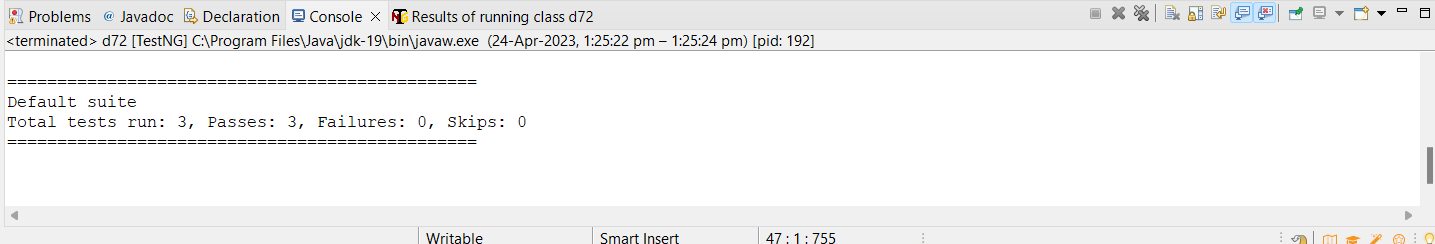 Problems @ Javadoc Declaration Console Results of running class d72
<terminated> d72 [TestNG] C:\Program Files\Java\jdk-19\bin\javaw.exe (24-Apr-2023, 1:25:22 pm – 1:25:24 pm) [pid: 192]
===============================================
Default suite
Total tests run: 3, Passes: 3, Failures: 0, Skips: 0
===============================================
Writable Smart Insert 47 : 1 : 755